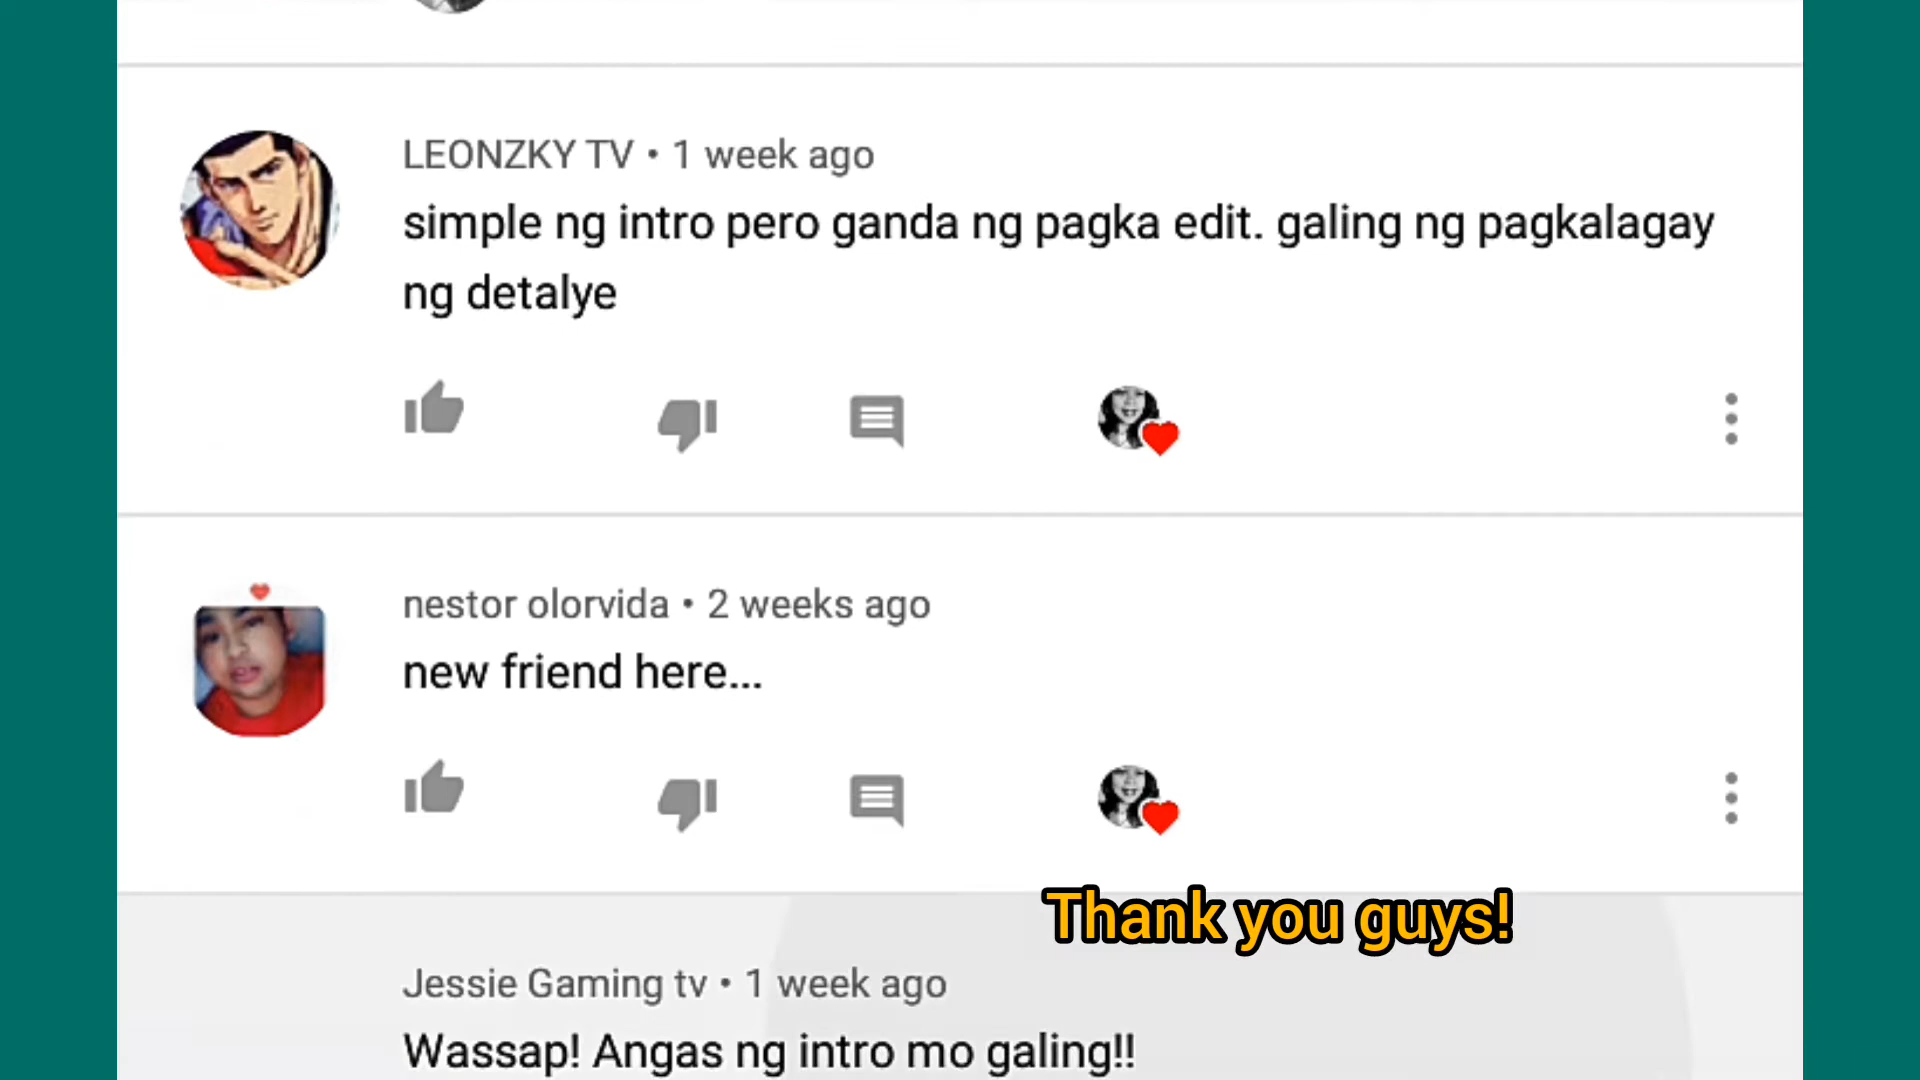 LEONZKY TV • 1 week ago
simple ng intro pero ganda ng pagka edit. galing ng pagkalagay
ng detalye
nestor olorvida • 2 weeks ago
new friend here...
Thank you guys!
Jessie Gaming tv • 1 week ago
Wassap! Angas ng intro mo galing!!